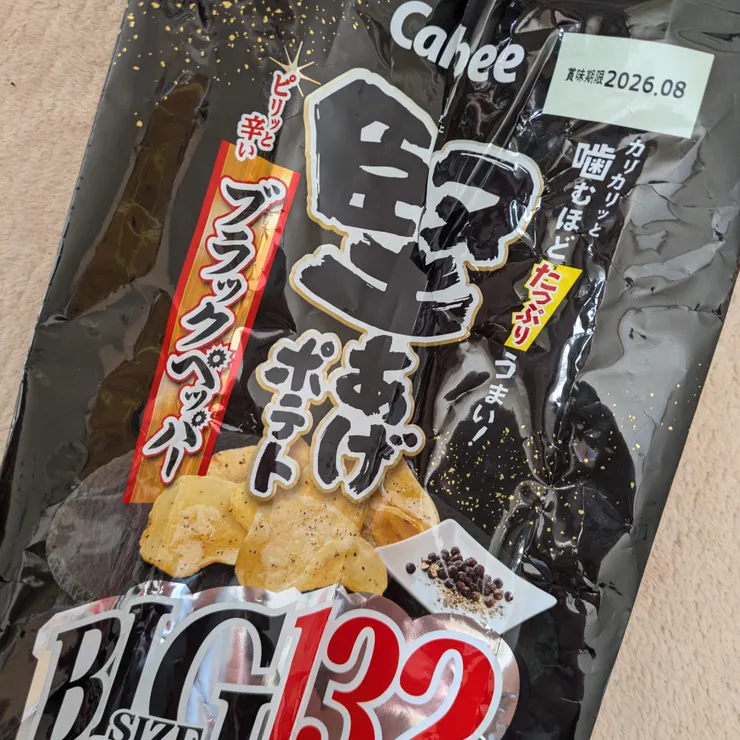 Calbee
賞味期限2026.08
カリカリッと
噛むほど たっぷり うまい!
堅あげ
ポテト
ピリッと辛い
ブラックペッパー
BIG
SIZE
132